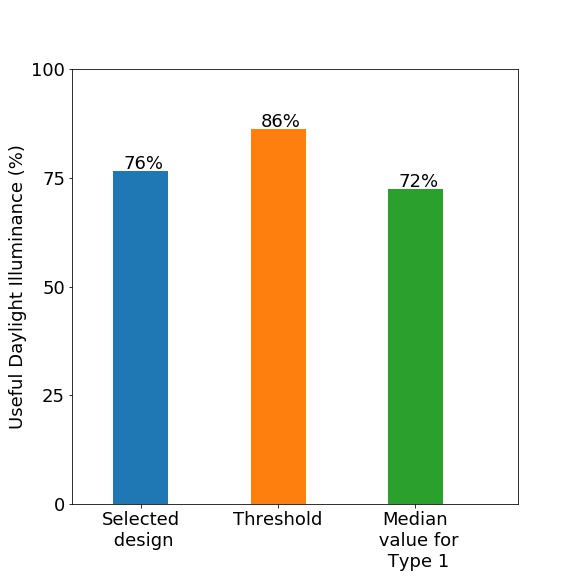 Useful Daylight Illuminance (%)
100
75
50
25
0
76%
86%
72%
Selected
design
Threshold
Median
value for
Type 1